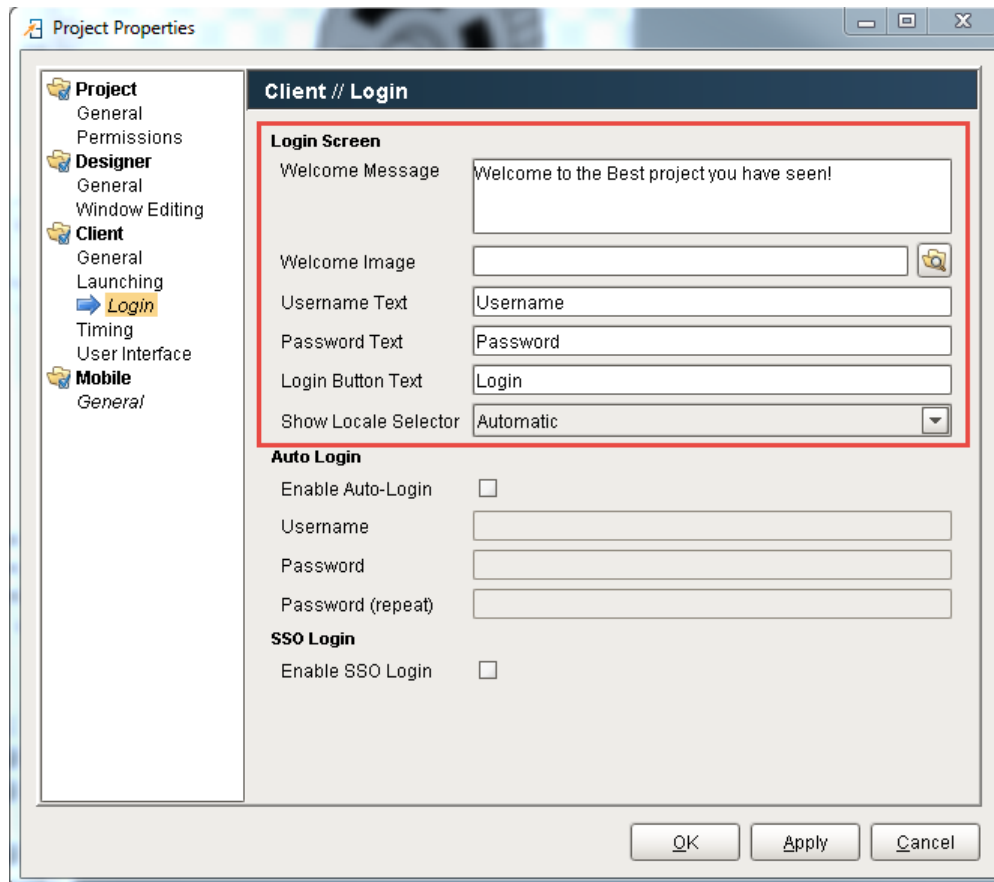 Project Properties
Project
General
Permissions
Designer
General
Window Editing
Client
General
Launching
Login
Timing
User Interface
Mobile
General
Client // Login
Login Screen
Welcome Message Welcome to the Best project you have seen!
Welcome Image
Username Text Username
Password Text Password
Login Button Text Login
Show Locale Selector Automatic
Auto Login
Enable Auto-Login
Username
Password
Password (repeat)
SSO Login
Enable SSO Login
OK Apply Cancel